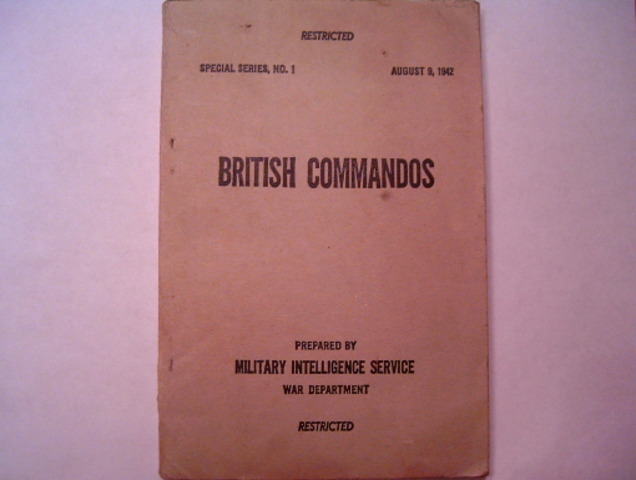 RESTRICTED
SPECIAL SERIES, NO. 1 AUGUST 9, 1942
BRITISH COMMANDOS
PREPARED BY
MILITARY INTELLIGENCE SERVICE
WAR DEPARTMENT
RESTRICTED